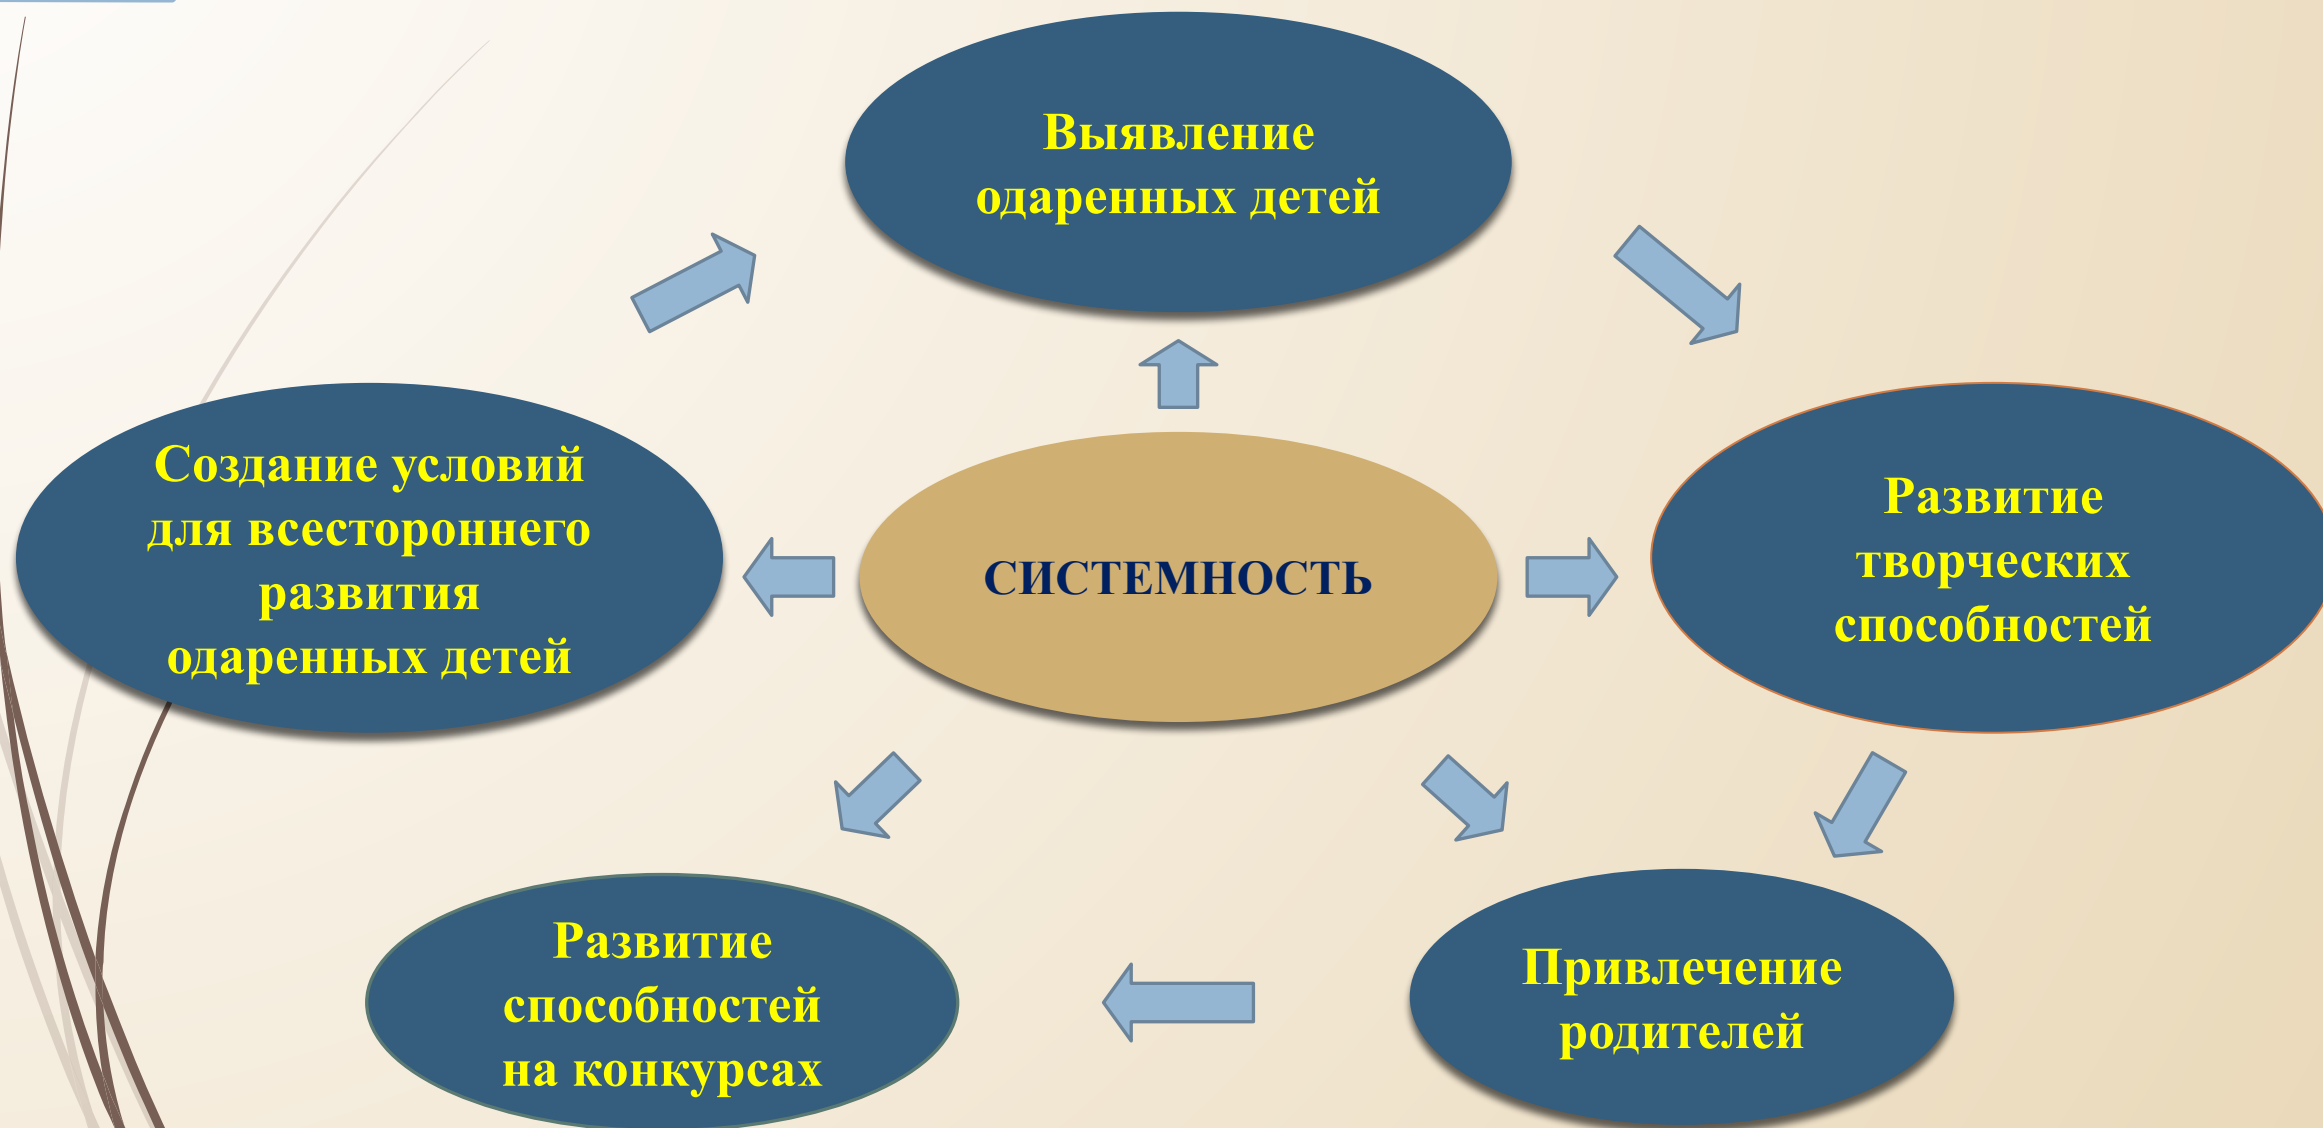 Выявление
одаренных детей
Создание условий
для всестороннего
развития
одаренных детей
СИСТЕМНОСТЬ
Развитие
творческих
способностей
Развитие
способностей
на конкурсах
Привлечение
родителей